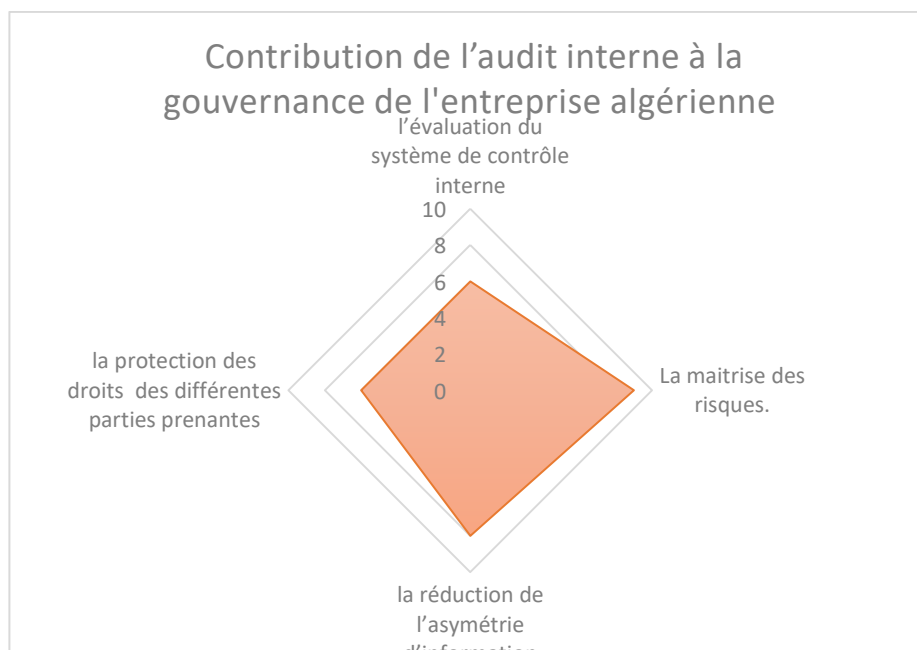 Contribution de l’audit interne à la
gouvernance de l'entreprise algérienne
l’évaluation du
système de contrôle
interne
10
8
6
4
2
0
la protection des
droits  des différentes
parties prenantes
La maitrise des
risques.
la réduction de
l’asymétrie
d’information